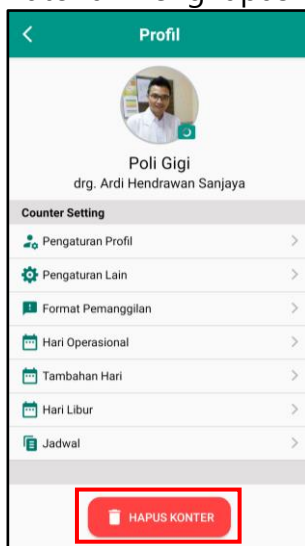 Profil
Poli Gigi
drg. Ardi Hendrawan Sanjaya
Counter Setting
Pengaturan Profil
Pengaturan Lain
Format Pemanggilan
Hari Operasional
Tambahan Hari
Hari Libur
Jadwal
HAPUS KONTER